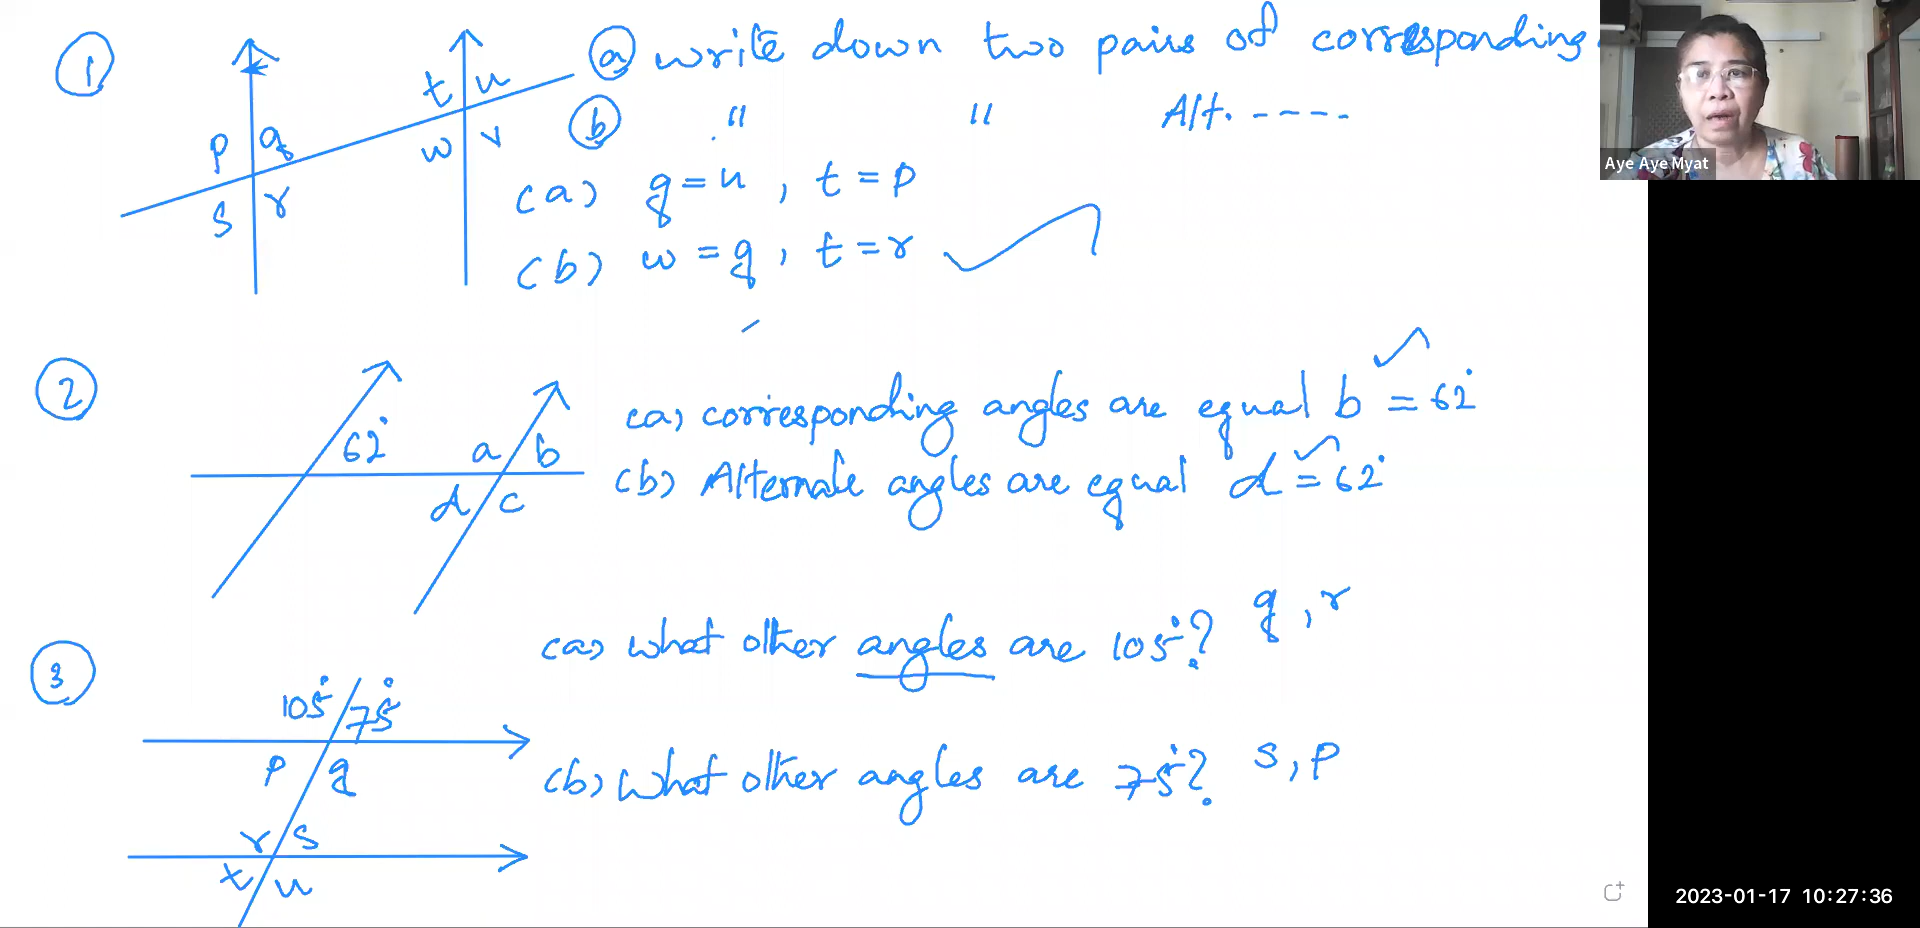 1
t u
p q
w v
s r
a write down two pairs of corresponding
b " " Alt. ----
(a) q = u , t = p
(b) w = q , t = r
2
62° a b
d c
(a) corresponding angles are equal b = 62°
(b) Alternate angles are equal d = 62°
3
105° 75°
p q
r s
t u
(a) what other angles are 105°? q , r
(b) What other angles are 75°? s , p
Aye Aye Myat
2023-01-17 10:27:36